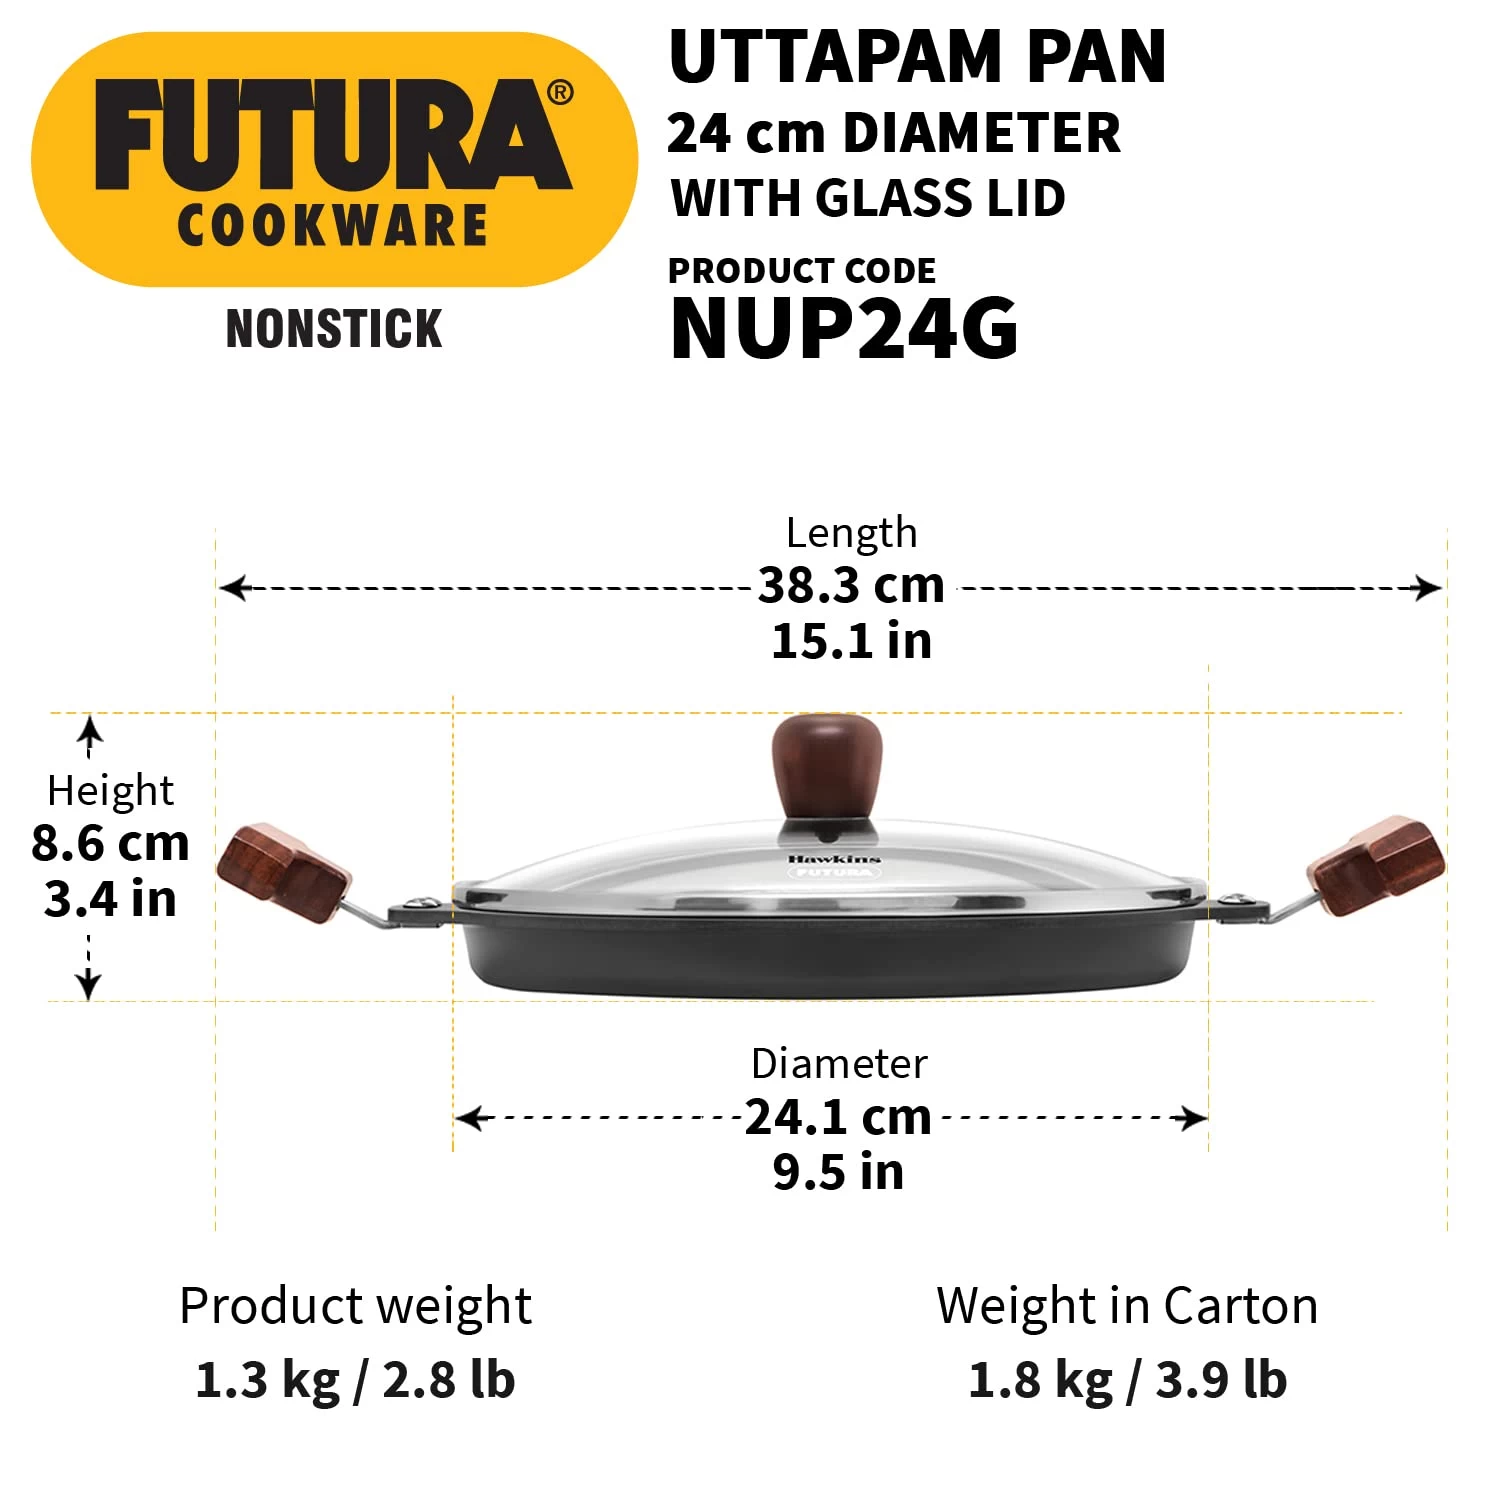 FUTURA®
COOKWARE
NONSTICK
UTTAPAM PAN
24 cm DIAMETER
WITH GLASS LID
PRODUCT CODE
NUP24G
Length
38.3 cm
15.1 in
Height
8.6 cm
3.4 in
Hawkins
FUTURA
Diameter
24.1 cm
9.5 in
Product weight
1.3 kg / 2.8 lb
Weight in Carton
1.8 kg / 3.9 lb